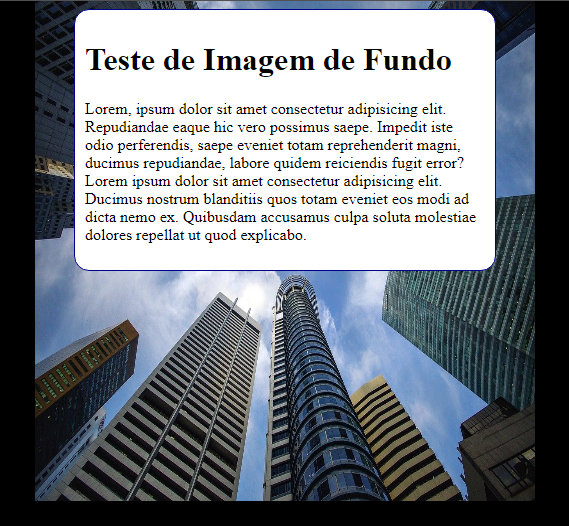 Teste de Imagem de Fundo
Lorem, ipsum dolor sit amet consectetur adipisicing elit.
Repudiandae eaque hic vero possimus saepe. Impedit iste
odio perferendis, saepe eveniet totam reprehenderit magni,
ducimus repudiandae, labore quidem reiciendis fugit error?
Lorem ipsum dolor sit amet consectetur adipisicing elit.
Ducimus nostrum blanditiis quos totam eveniet eos modi ad
dicta nemo ex. Quibusdam accusamus culpa soluta molestiae
dolores repellat ut quod explicabo.